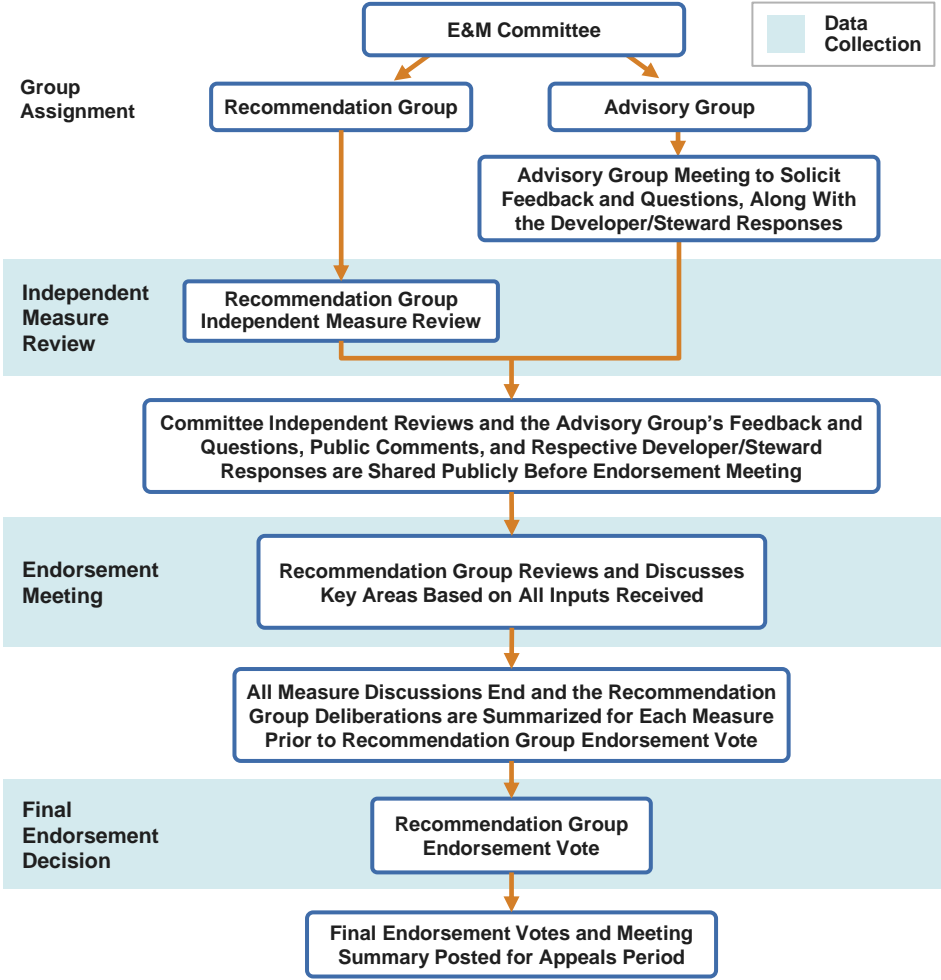 E&M Committee
Data
Collection
Group
Assignment
Recommendation Group
Advisory Group
Advisory Group Meeting to Solicit
Feedback and Questions, Along With
the Developer/Steward Responses
Independent
Measure
Review
Recommendation Group
Independent Measure Review
Committee Independent Reviews and the Advisory Group’s Feedback and
Questions, Public Comments, and Respective Developer/Steward
Responses are Shared Publicly Before Endorsement Meeting
Endorsement
Meeting
Recommendation Group Reviews and Discusses
Key Areas Based on All Inputs Received
All Measure Discussions End and the Recommendation
Group Deliberations are Summarized for Each Measure
Prior to Recommendation Group Endorsement Vote
Final
Endorsement
Decision
Recommendation Group
Endorsement Vote
Final Endorsement Votes and Meeting
Summary Posted for Appeals Period